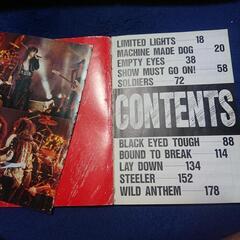 LIMITED LIGHTS 18
MACHINE MADE DOG 20
EMPTY EYES 38
SHOW MUST GO ON! 58
SOLDIERS 72
CONTENTS
BLACK EYED TOUGH 88
BOUND TO BREAK 114
LAY DOWN 134
STEELER 152
WILD ANTHEM 178